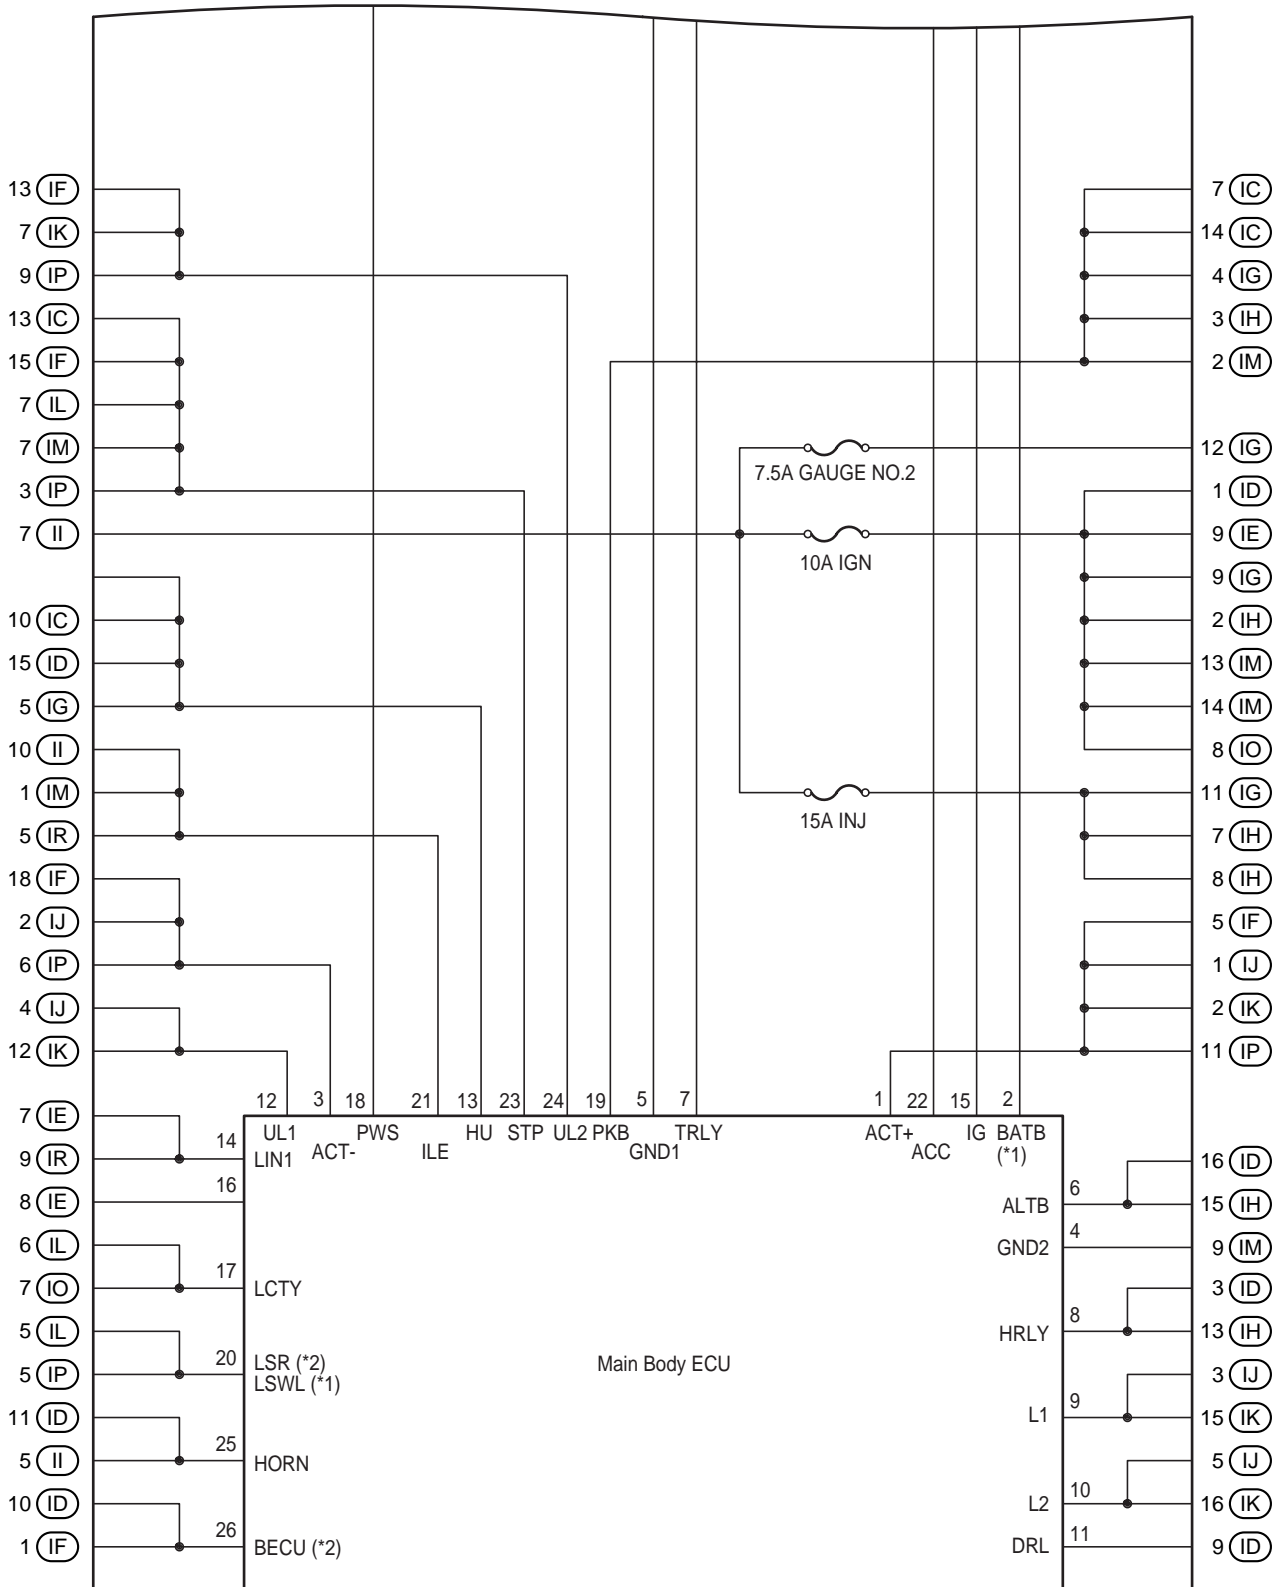 13 IF
7 IK
9 IP
13 IC
15 IF
7 IL
7 IM
3 IP
7 II
10 IC
15 ID
5 IG
10 II
1 IM
5 IR
18 IF
2 IJ
6 IP
4 IJ
12 IK
7 IE
9 IR
8 IE
6 IL
7 IO
5 IL
5 IP
11 ID
5 II
10 ID
1 IF
7.5A GAUGE NO.2
10A IGN
15A INJ
7 IC
14 IC
4 IG
3 IH
2 IM
12 IG
1 ID
9 IE
9 IG
2 IH
13 IM
14 IM
8 IO
11 IG
7 IH
8 IH
5 IF
1 IJ
2 IK
11 IP
16 ID
15 IH
9 IM
3 ID
13 IH
3 IJ
15 IK
5 IJ
16 IK
9 ID
12 3 18 21 13 23 24 19 5 7 1 22 15 2
UL1 PWS HU STP UL2 PKB TRLY ACT+ IG BATB
ACT- ILE GND1 ACC (*1)
14 LIN1
16
17 LCTY
20 LSR (*2)
LSWL (*1)
25 HORN
26 BECU (*2)
Main Body ECU
ALTB 6
GND2 4
HRLY 8
L1 9
L2 10
DRL 11